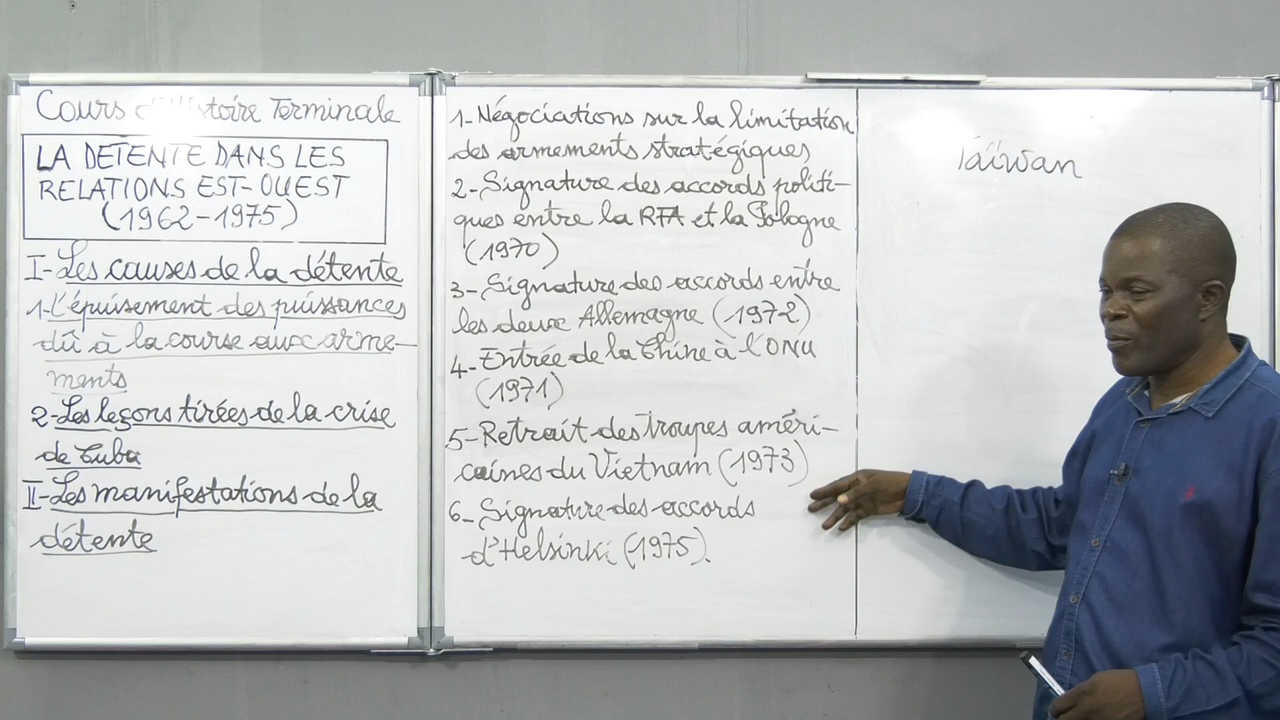 Cours d'Histoire Terminale
LA DETENTE DANS LES
RELATIONS EST-OUEST
(1962-1975)
I-Les causes de la détente
1-L'épuisement des puissances
dû à la course aux arme-
ments
2-Les leçons tirées de la crise
de Cuba
II-Les manifestations de la
détente
1-Négociations sur la limitation
des armements stratégiques
2-Signature des accords politi-
ques entre la RFA et la Pologne
(1970)
3-Signature des accords entre
les deux Allemagne (1972)
4-Entrée de la Chine à l'ONU
(1971)
5-Retrait des troupes améri-
caines du Vietnam (1973)
6-Signature des accords
d'Helsinki (1975).
Taïwan